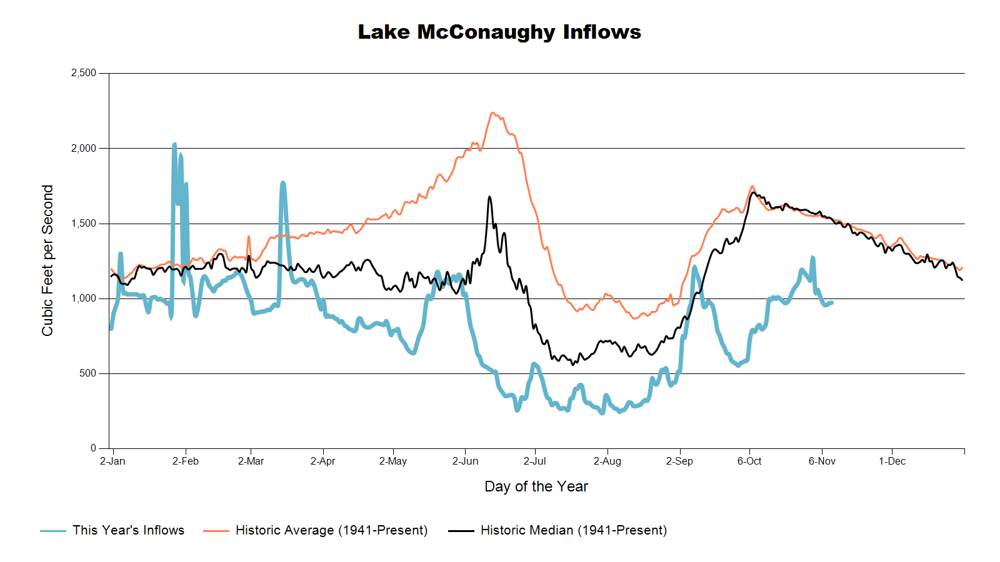 Lake McConaughy Inflows
2,500
2,000
1,500
1,000
500
0
Cubic Feet per Second
2-Jan 2-Feb 2-Mar 2-Apr 2-May 2-Jun 2-Jul 2-Aug 2-Sep 6-Oct 6-Nov 1-Dec
Day of the Year
This Year's Inflows Historic Average (1941-Present) Historic Median (1941-Present)